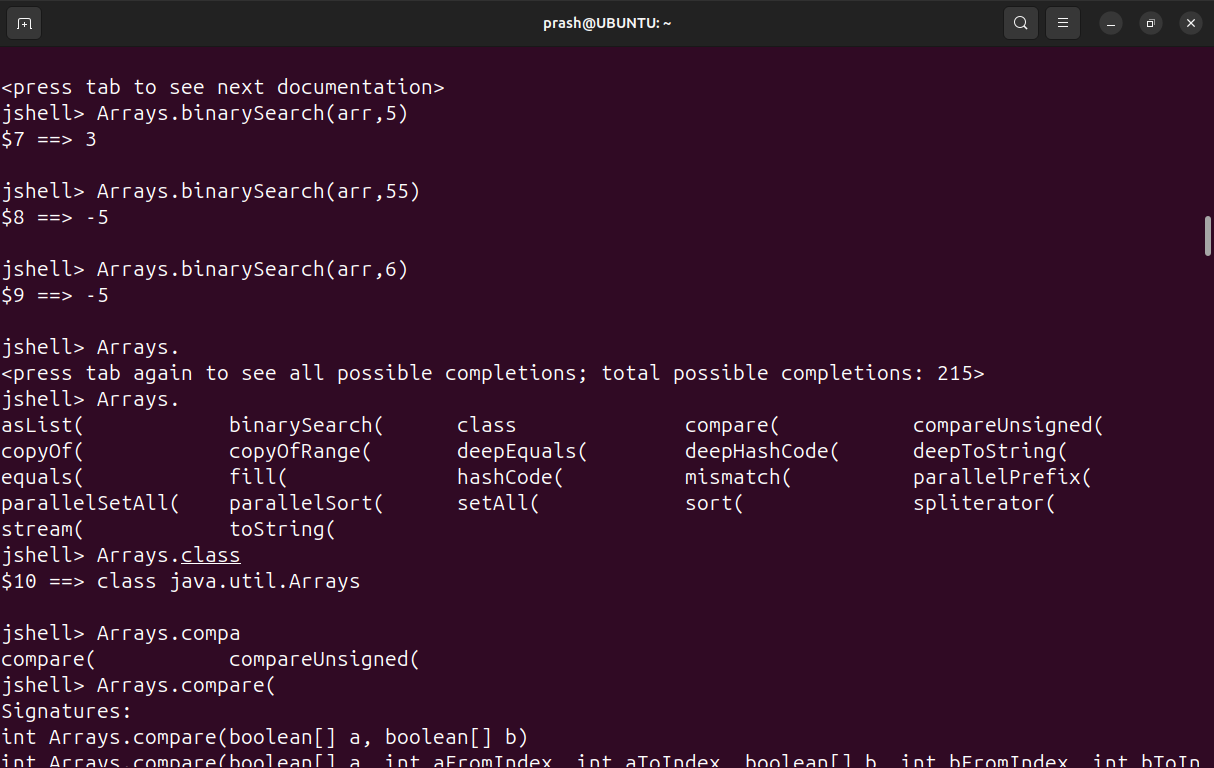 prash@UBUNTU: ~
<press tab to see next documentation>
jshell> Arrays.binarySearch(arr,5)
$7 ==> 3
jshell> Arrays.binarySearch(arr,55)
$8 ==> -5
jshell> Arrays.binarySearch(arr,6)
$9 ==> -5
jshell> Arrays.
<press tab again to see all possible completions; total possible completions: 215>
jshell> Arrays.
asList( binarySearch( class compare( compareUnsigned(
copyOf( copyOfRange( deepEquals( deepHashCode( deepToString(
equals( fill( hashCode( mismatch( parallelPrefix(
parallelSetAll( parallelSort( setAll( sort( spliterator(
stream( toString(
jshell> Arrays.class
$10 ==> class java.util.Arrays
jshell> Arrays.compa
compare( compareUnsigned(
jshell> Arrays.compare(
Signatures:
int Arrays.compare(boolean[] a, boolean[] b)
int Arrays.compare(boolean[] a, int aFromIndex, int aToIndex, boolean[] b, int bFromIndex, int bToIn